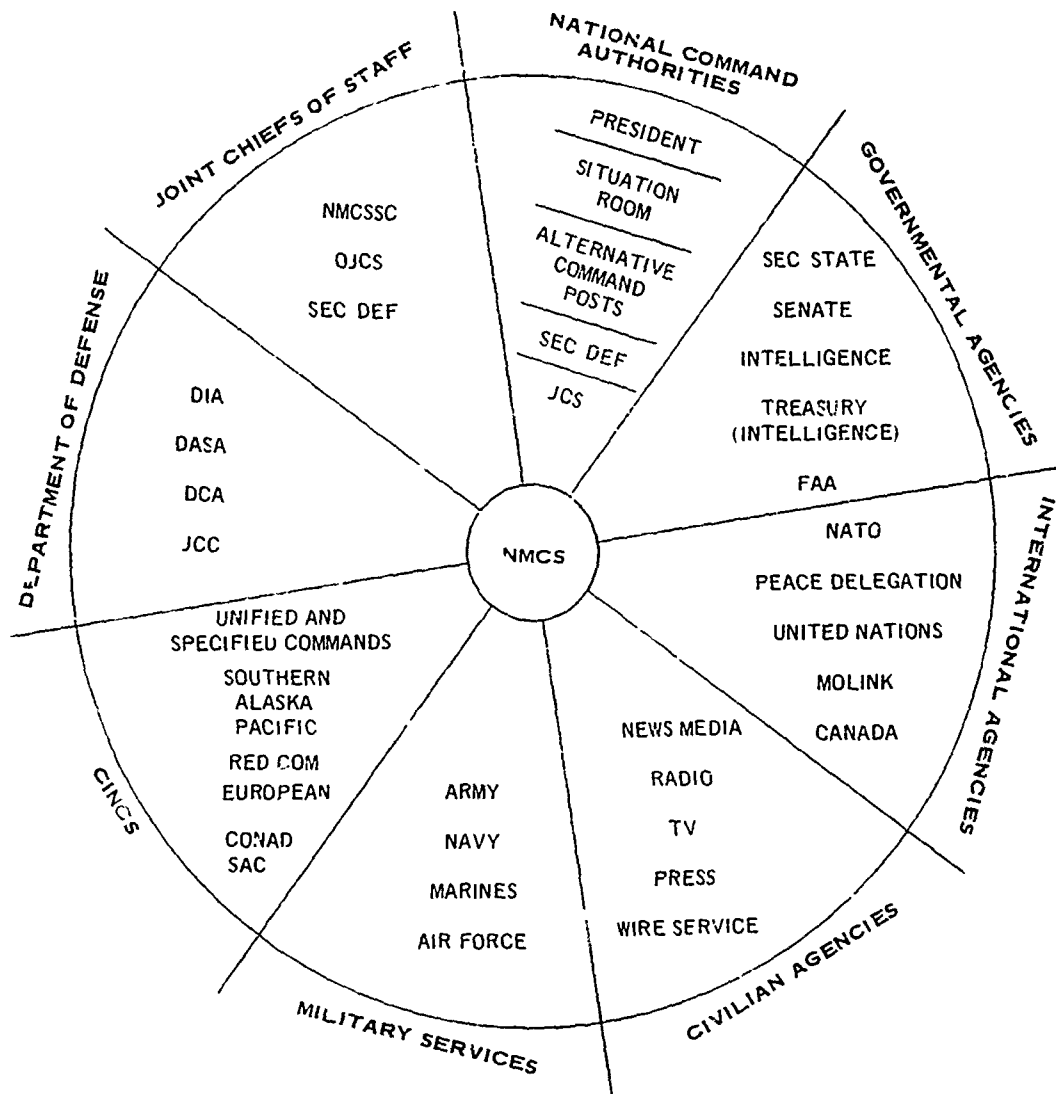 NATIONAL COMMAND
AUTHORITIES
PRESIDENT
SITUATION
ROOM
ALTERNATIVE
COMMAND
POSTS
SEC DEF
JCS
GOVERNMENTAL AGENCIES
SEC STATE
SENATE
INTELLIGENCE
TREASURY
(INTELLIGENCE)
FAA
INTERNATIONAL AGENCIES
NATO
PEACE DELEGATION
UNITED NATIONS
MOLINK
CANADA
CIVILIAN AGENCIES
NEWS MEDIA
RADIO
TV
PRESS
WIRE SERVICE
MILITARY SERVICES
ARMY
NAVY
MARINES
AIR FORCE
CINCS
UNIFIED AND
SPECIFIED COMMANDS
SOUTHERN
ALASKA
PACIFIC
RED COM
EUROPEAN
CONAD
SAC
DEPARTMENT OF DEFENSE
DIA
DASA
DCA
JCC
JOINT CHIEFS OF STAFF
NMCSSC
OJCS
SEC DEF
NMCS